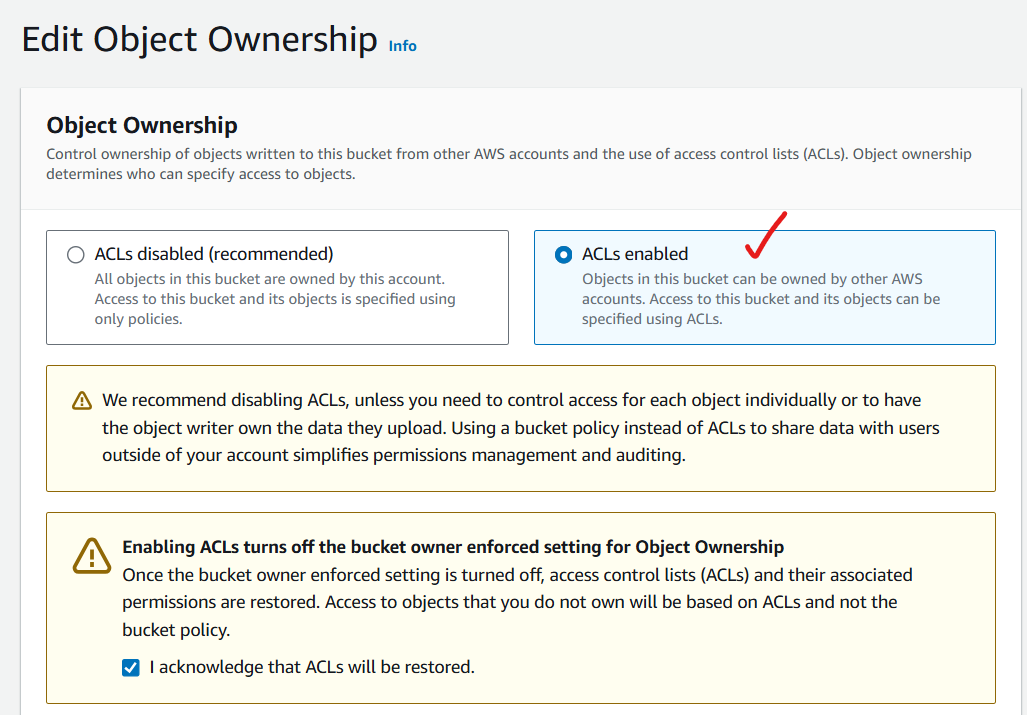 Edit Object Ownership Info
Object Ownership
Control ownership of objects written to this bucket from other AWS accounts and the use of access control lists (ACLs). Object ownership
determines who can specify access to objects.
ACLs disabled (recommended)
All objects in this bucket are owned by this account.
Access to this bucket and its objects is specified using
only policies.
ACLs enabled
Objects in this bucket can be owned by other AWS
accounts. Access to this bucket and its objects can be
specified using ACLs.
We recommend disabling ACLs, unless you need to control access for each object individually or to have
the object writer own the data they upload. Using a bucket policy instead of ACLs to share data with users
outside of your account simplifies permissions management and auditing.
Enabling ACLs turns off the bucket owner enforced setting for Object Ownership
Once the bucket owner enforced setting is turned off, access control lists (ACLs) and their associated
permissions are restored. Access to objects that you do not own will be based on ACLs and not the
bucket policy.
I acknowledge that ACLs will be restored.